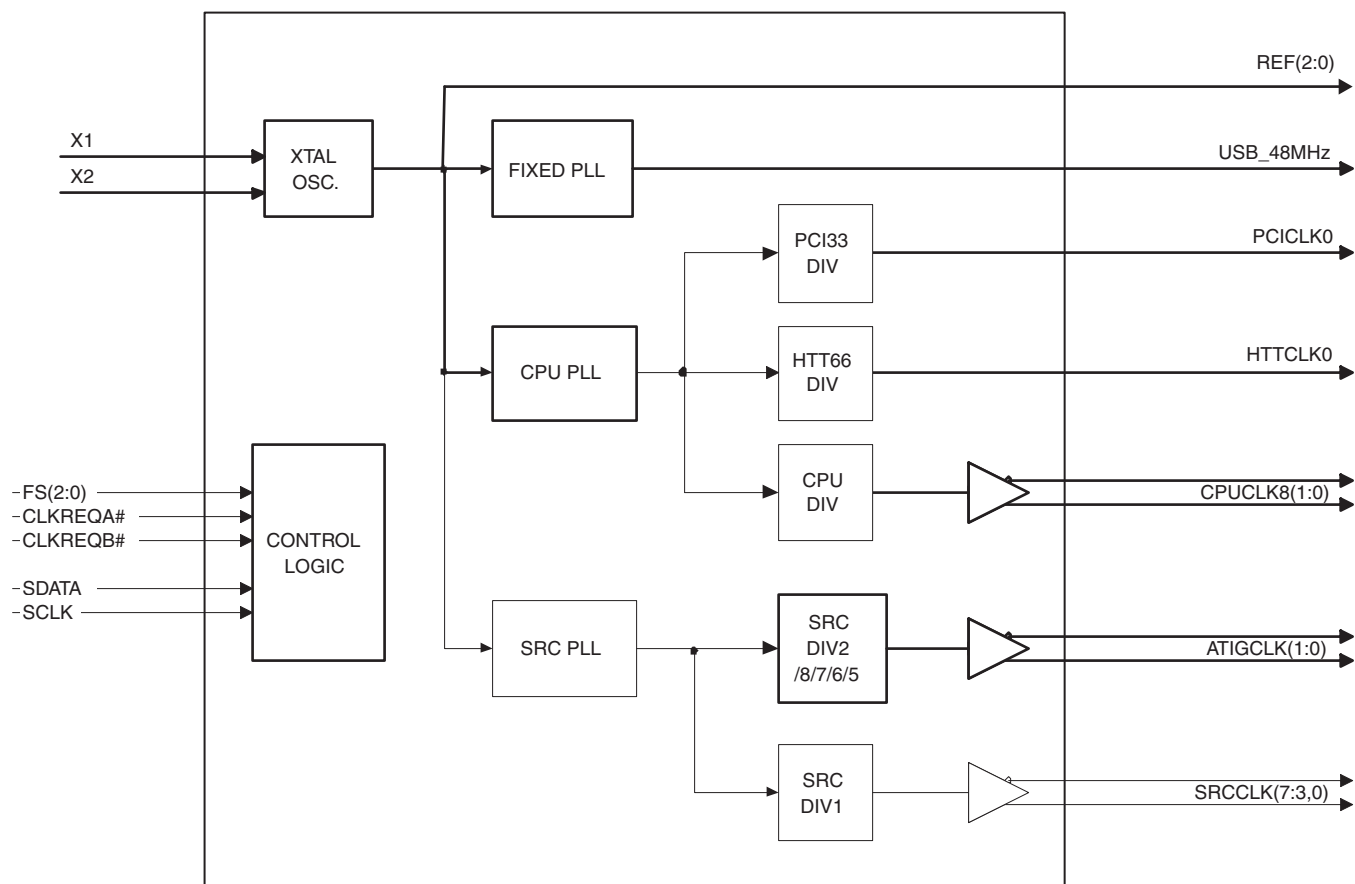 REF(2:0)
X1
XTAL
OSC.
X2
FIXED PLL
USB_48MHz
PCI33
DIV
PCICLK0
CPU PLL
HTT66
DIV
HTTCLK0
FS(2:0)
CLKREQA#
CLKREQB#
SDATA
SCLK
CONTROL
LOGIC
CPU
DIV
CPUCLK8(1:0)
SRC PLL
SRC
DIV2
/8/7/6/5
ATIGCLK(1:0)
SRC
DIV1
SRCCLK(7:3,0)